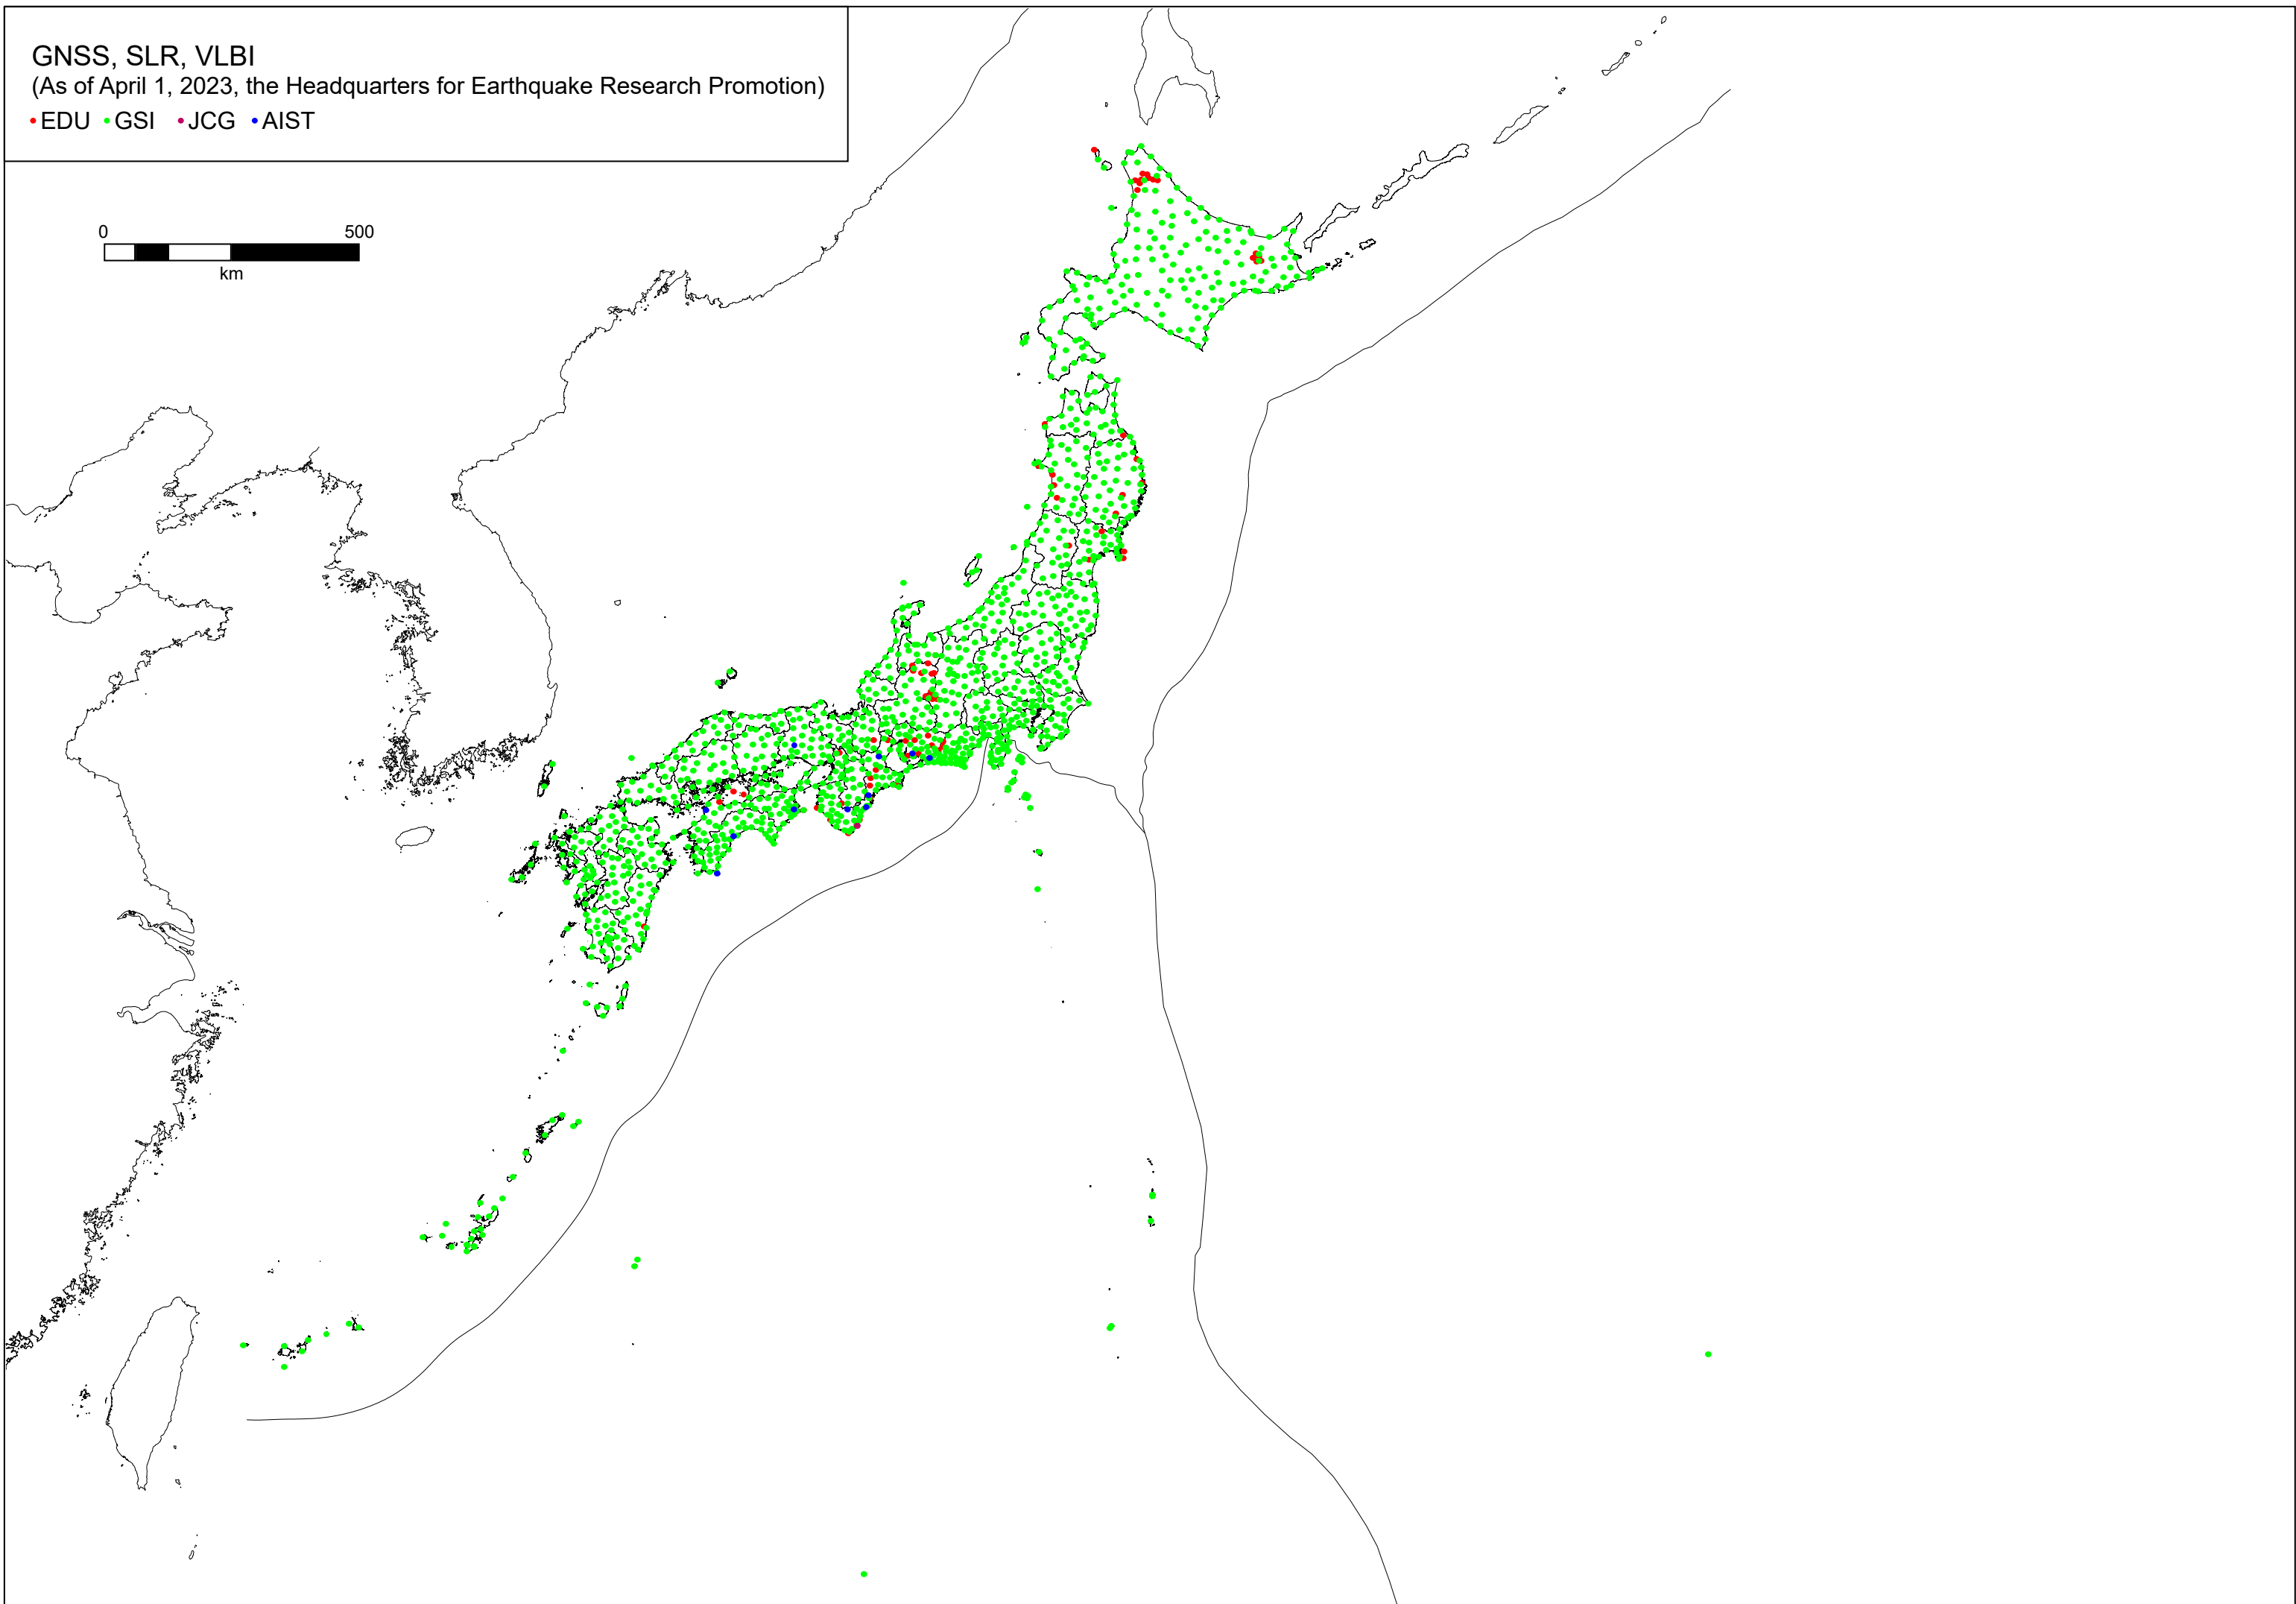 GNSS, SLR, VLBI
(As of April 1, 2023, the Headquarters for Earthquake Research Promotion)
EDU GSI JCG AIST
0 500
km